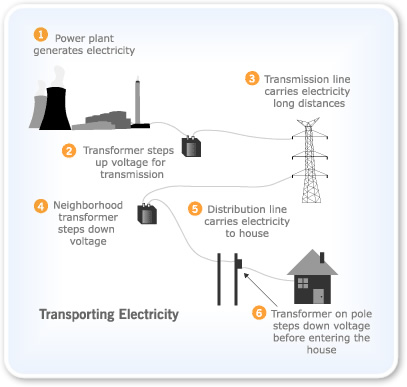 1 Power plant
generates electricity
3 Transmission line
carries electricity
long distances
2 Transformer steps
up voltage for
transmission
4 Neighborhood
transformer
steps down
voltage
5 Distribution line
carries electricity
to house
Transporting Electricity
6 Transformer on pole
steps down voltage
before entering the
house